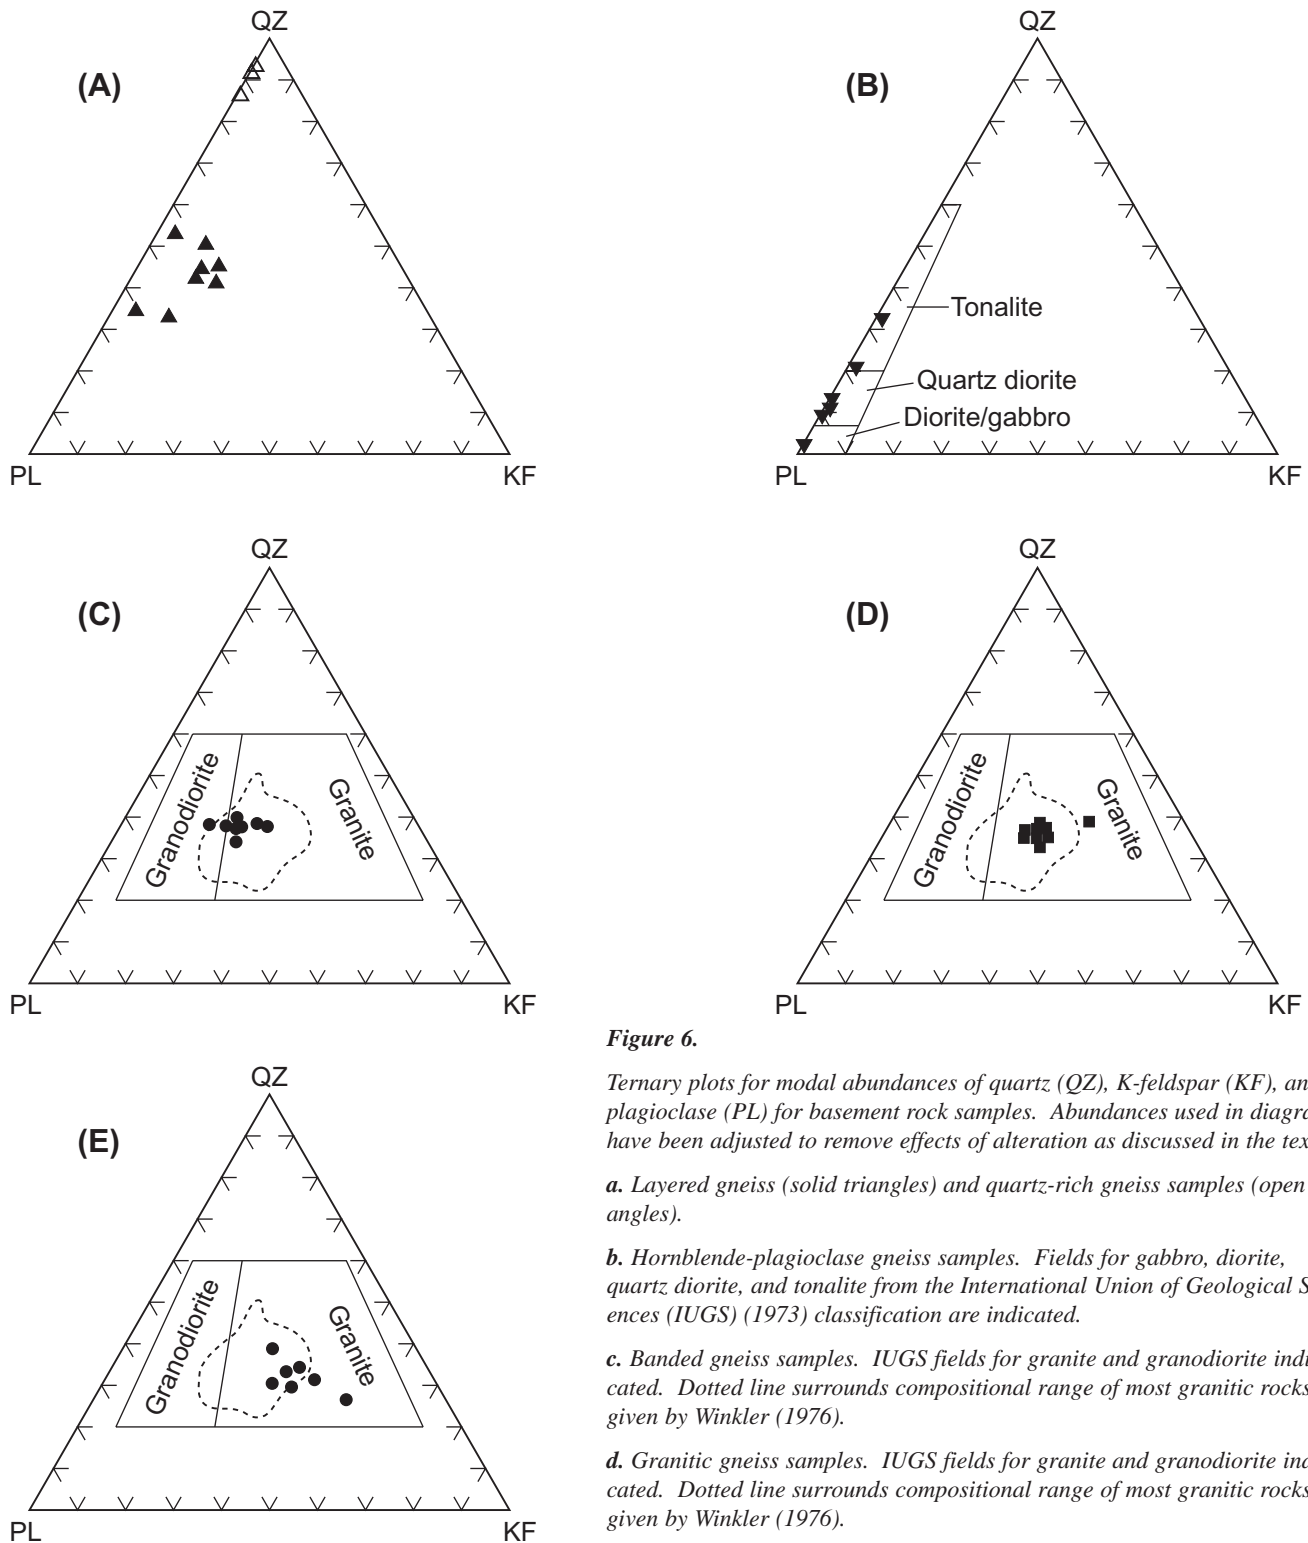 QZ
(A)
PL
KF
QZ
(B)
Tonalite
Quartz diorite
Diorite/gabbro
PL
KF
QZ
(C)
Granodiorite
Granite
PL
KF
QZ
(D)
Granodiorite
Granite
PL
KF
QZ
(E)
Granodiorite
Granite
PL
KF
Figure 6.
Ternary plots for modal abundances of quartz (QZ), K-feldspar (KF), an
plagioclase (PL) for basement rock samples. Abundances used in diagra
have been adjusted to remove effects of alteration as discussed in the tex
a. Layered gneiss (solid triangles) and quartz-rich gneiss samples (open
angles).
b. Hornblende-plagioclase gneiss samples. Fields for gabbro, diorite,
quartz diorite, and tonalite from the International Union of Geological S
ences (IUGS) (1973) classification are indicated.
c. Banded gneiss samples. IUGS fields for granite and granodiorite indi
cated. Dotted line surrounds compositional range of most granitic rocks
given by Winkler (1976).
d. Granitic gneiss samples. IUGS fields for granite and granodiorite ind
cated. Dotted line surrounds compositional range of most granitic rocks
given by Winkler (1976).